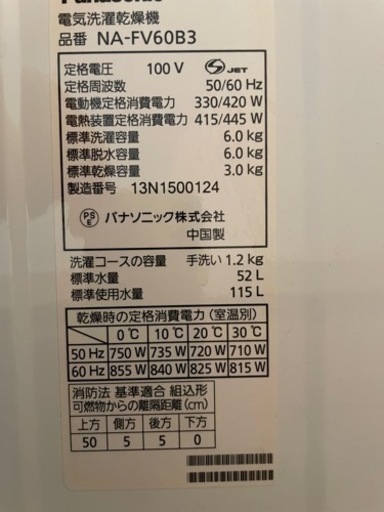 Panasonic
電気洗濯乾燥機
品番 NA-FV60B3
定格電圧 100 V JET
定格周波数 50/60 Hz
電動機定格消費電力 330/420 W
電熱装置定格消費電力 415/445 W
標準洗濯容量 6.0 kg
標準脱水容量 6.0 kg
標準乾燥容量 3.0 kg
製造番号 13N1500124
PSE パナソニック株式会社
中国製
洗濯コースの容量 手洗い 1.2 kg
標準水量 52 L
標準使用水量 115 L
乾燥時の定格消費電力 (室温別)
0℃ 10℃ 20℃ 30℃
50 Hz 750 W 735 W 720 W 710 W
60 Hz 855 W 840 W 825 W 815 W
消防法 基準適合 組込形
可燃物からの離隔距離(cm)
上方 側方 後方 下方
50 5 5 0